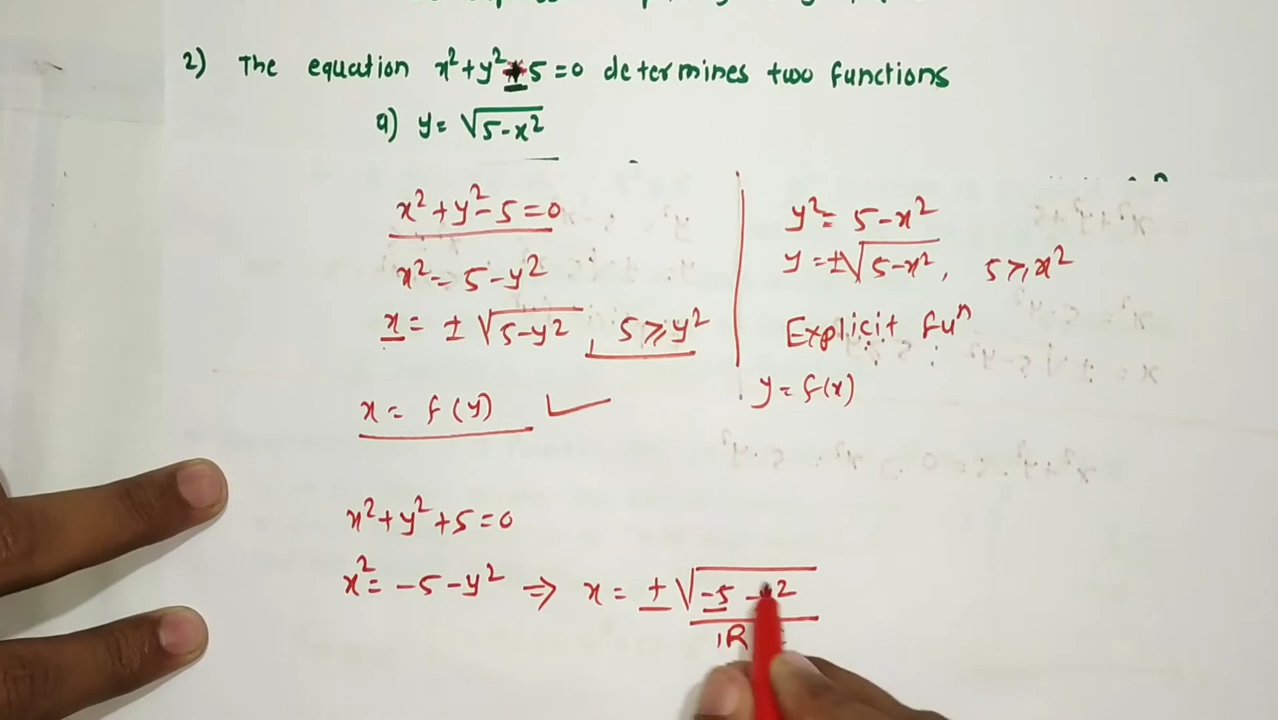 2) The equation x²+y² 5=0 determines two functions
a) y= √5-x²
x²+y²-5=0
x²= 5-y²
x= ± √5-y² , 5⩾y²
x= f(y)
y²= 5-x²
y=±√5-x², 5⩾x²
Explicit fuⁿ
y=f(x)
x²+y²+5=0
x²= -5-y² ⇒ x= ±√-5-y²
IR